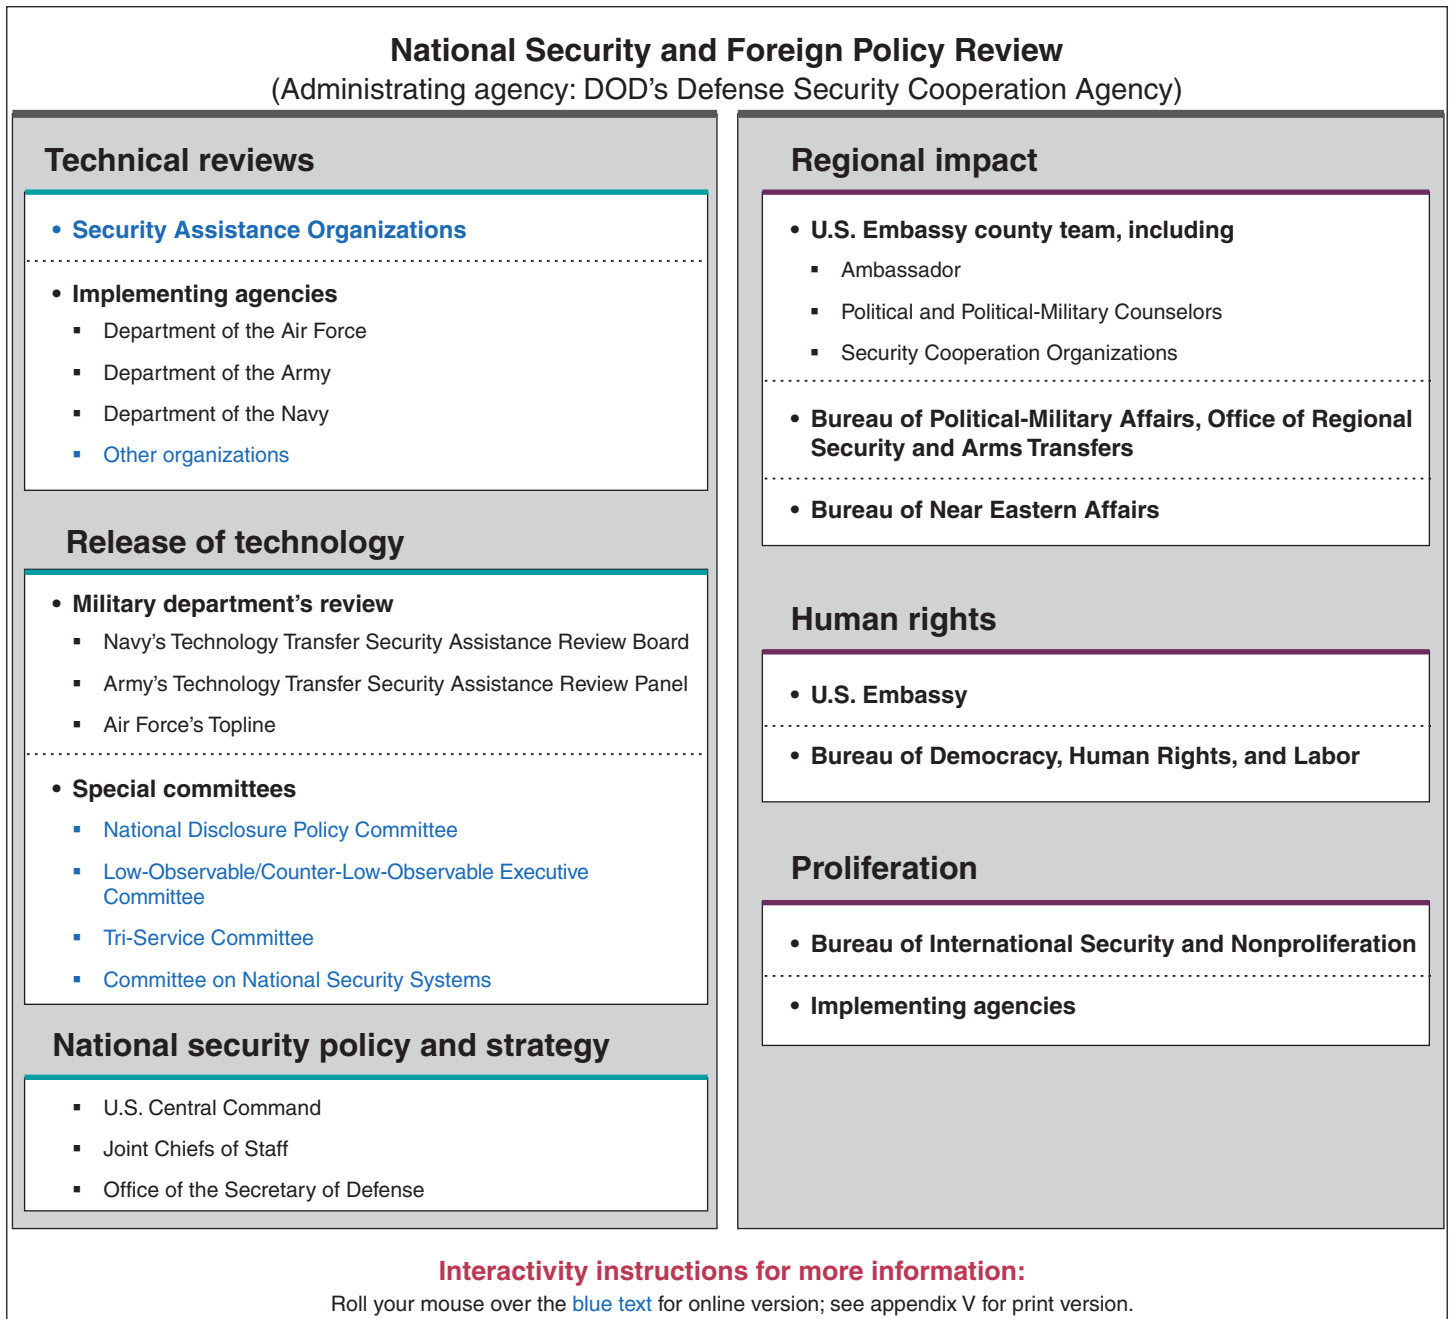 National Security and Foreign Policy Review
(Administrating agency: DOD’s Defense Security Cooperation Agency)
Technical reviews
• Security Assistance Organizations
• Implementing agencies
▪ Department of the Air Force
▪ Department of the Army
▪ Department of the Navy
▪ Other organizations
Release of technology
• Military department’s review
▪ Navy’s Technology Transfer Security Assistance Review Board
▪ Army’s Technology Transfer Security Assistance Review Panel
▪ Air Force’s Topline
• Special committees
▪ National Disclosure Policy Committee
▪ Low-Observable/Counter-Low-Observable Executive
Committee
▪ Tri-Service Committee
▪ Committee on National Security Systems
National security policy and strategy
▪ U.S. Central Command
▪ Joint Chiefs of Staff
▪ Office of the Secretary of Defense
Regional impact
• U.S. Embassy county team, including
▪ Ambassador
▪ Political and Political-Military Counselors
▪ Security Cooperation Organizations
• Bureau of Political-Military Affairs, Office of Regional
Security and Arms Transfers
• Bureau of Near Eastern Affairs
Human rights
• U.S. Embassy
• Bureau of Democracy, Human Rights, and Labor
Proliferation
• Bureau of International Security and Nonproliferation
• Implementing agencies
Interactivity instructions for more information:
Roll your mouse over the blue text for online version; see appendix V for print version.